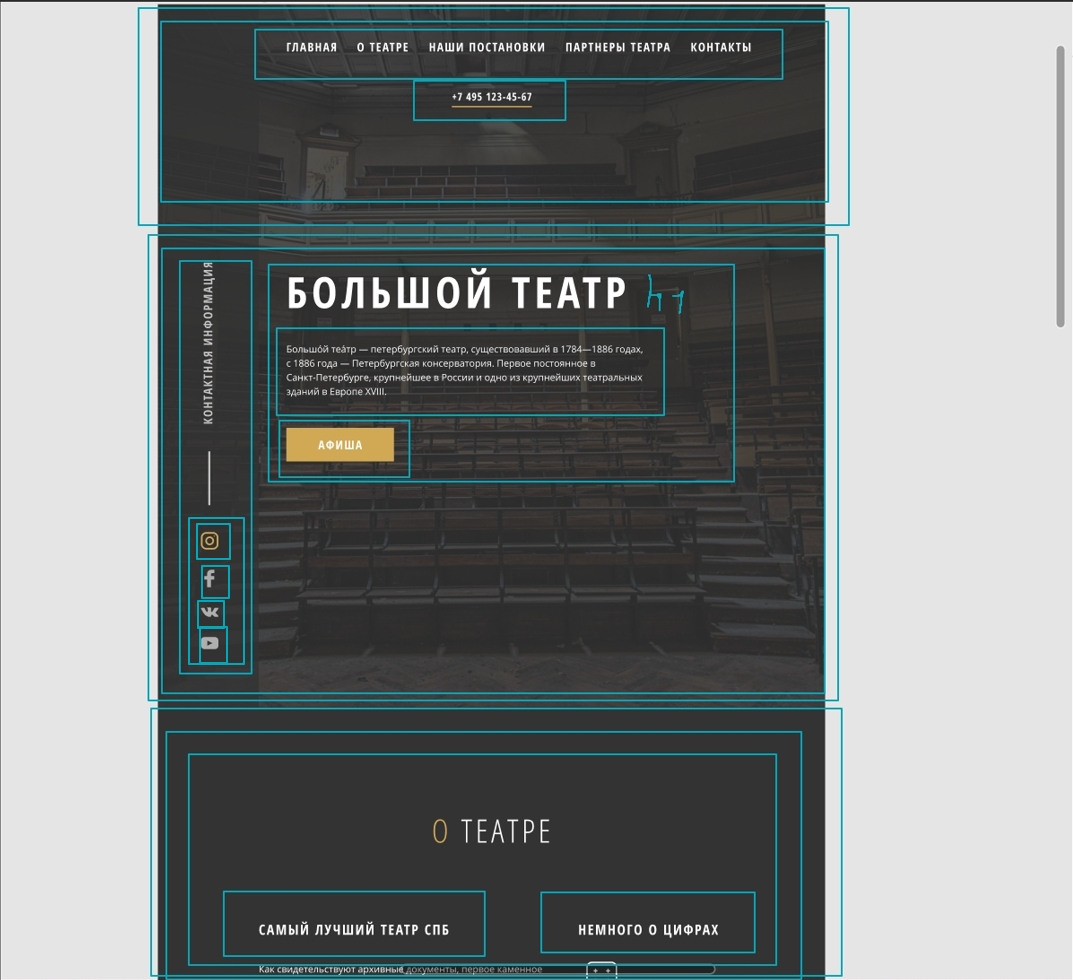 ГЛАВНАЯ О ТЕАТРЕ НАШИ ПОСТАНОВКИ ПАРТНЕРЫ ТЕАТРА КОНТАКТЫ
+7 495 123-45-67
КОНТАКТНАЯ ИНФОРМАЦИЯ
БОЛЬШОЙ ТЕАТР h1
Большо́й теа́тр — петербургский театр, существовавший в 1784—1886 годах,
с 1886 года — Петербургская консерватория. Первое постоянное в
Санкт-Петербурге, крупнейшее в России и одно из крупнейших театральных
зданий в Европе XVIII.
АФИША
О ТЕАТРЕ
САМЫЙ ЛУЧШИЙ ТЕАТР СПБ
НЕМНОГО О ЦИФРАХ
Как свидетельствуют архивные документы, первое каменное